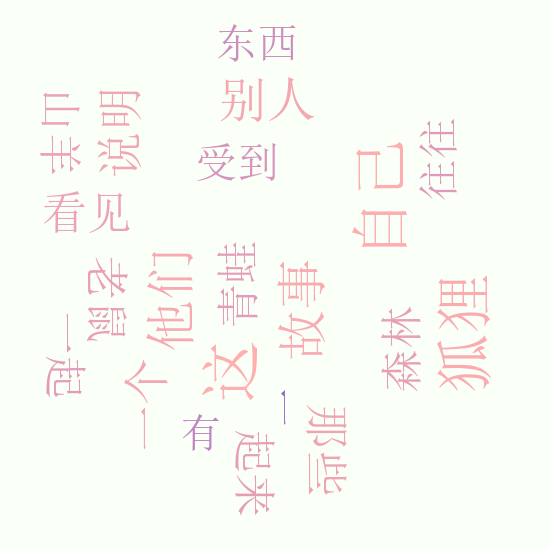 东西
别人
山羊
说明
受到
往往
自己
看见
青蛙
他们
老鼠
故事
狐狸
森林
一起
这
一个
一
有
那些
起来